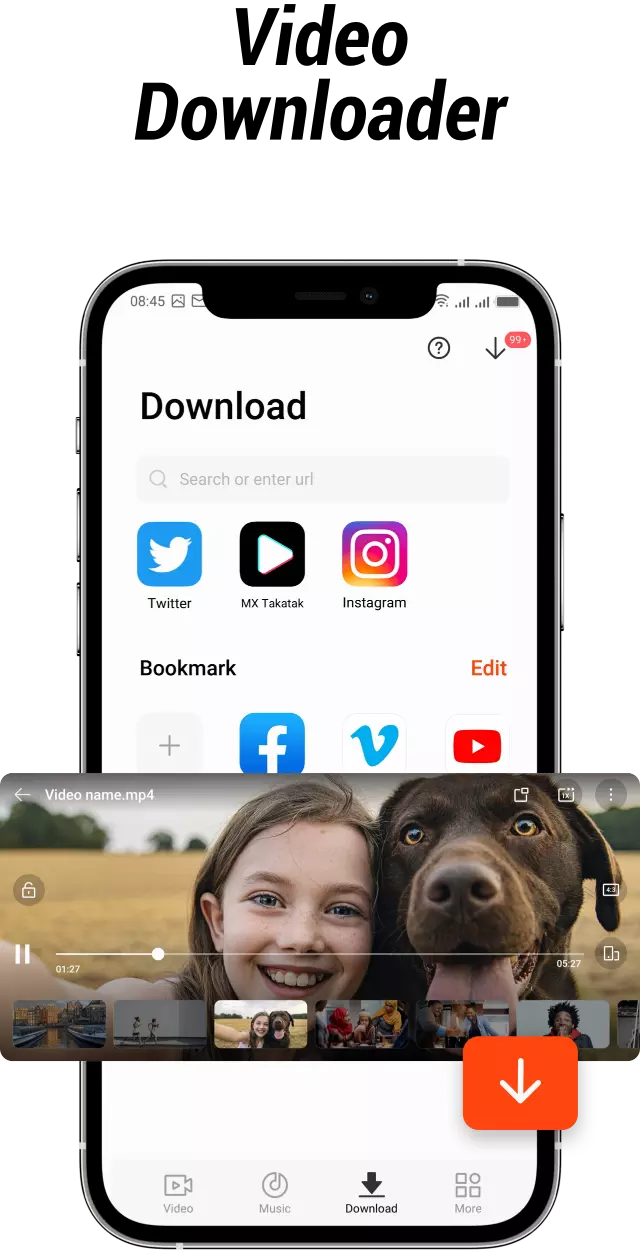 Video
Downloader
08:45
99+
Download
Search or enter url
Twitter
MX Takatak
Instagram
Bookmark
Edit
Video name.mp4
1X
4:3
01:27
05:27
Video
Music
Download
More